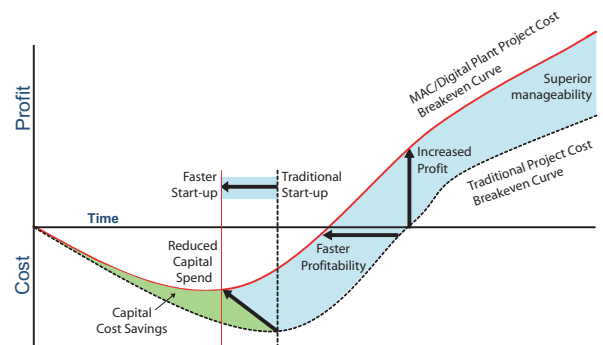 Profit
Cost
Time
MAC/Digital Plant Project Cost
Breakeven Curve
Superior
manageability
Traditional Project Cost
Breakeven Curve
Increased
Profit
Faster
Start-up
Traditional
Start-up
Reduced
Capital
Spend
Faster
Profitability
Capital
Cost Savings